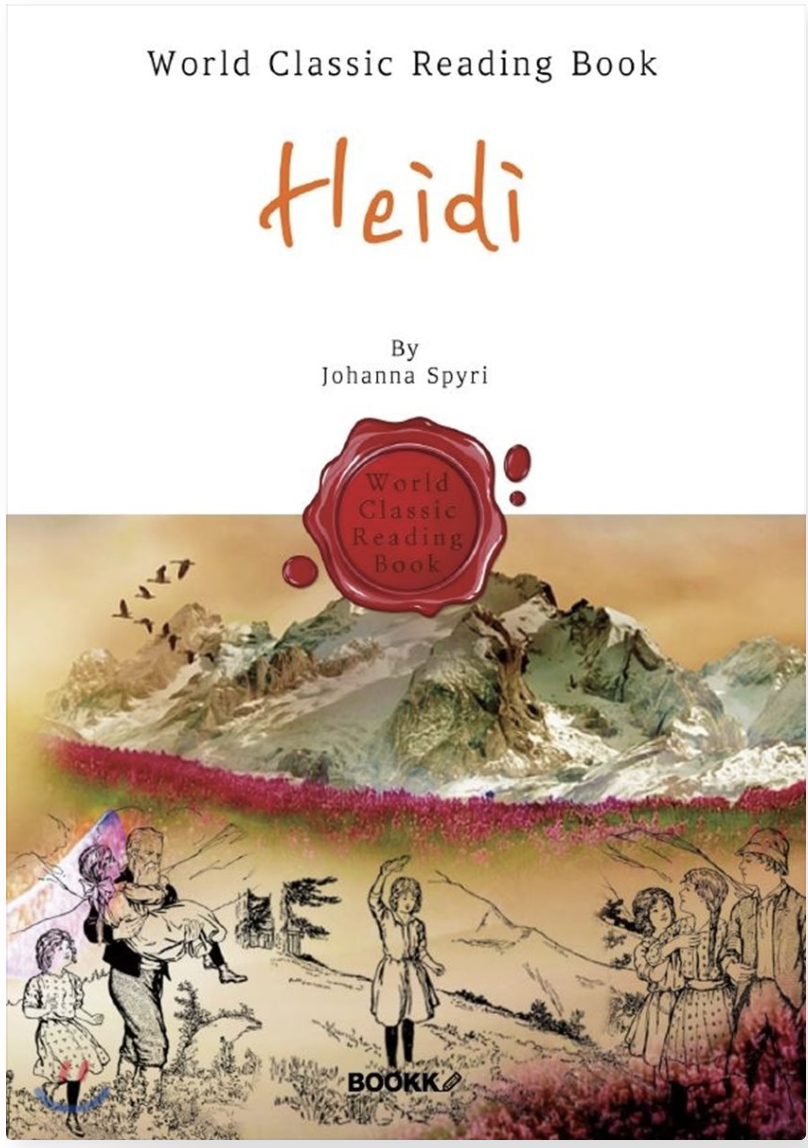 World Classic Reading Book
Heidi
By
Johanna Spyri
World
Classic
Reading
Book
BOOKK